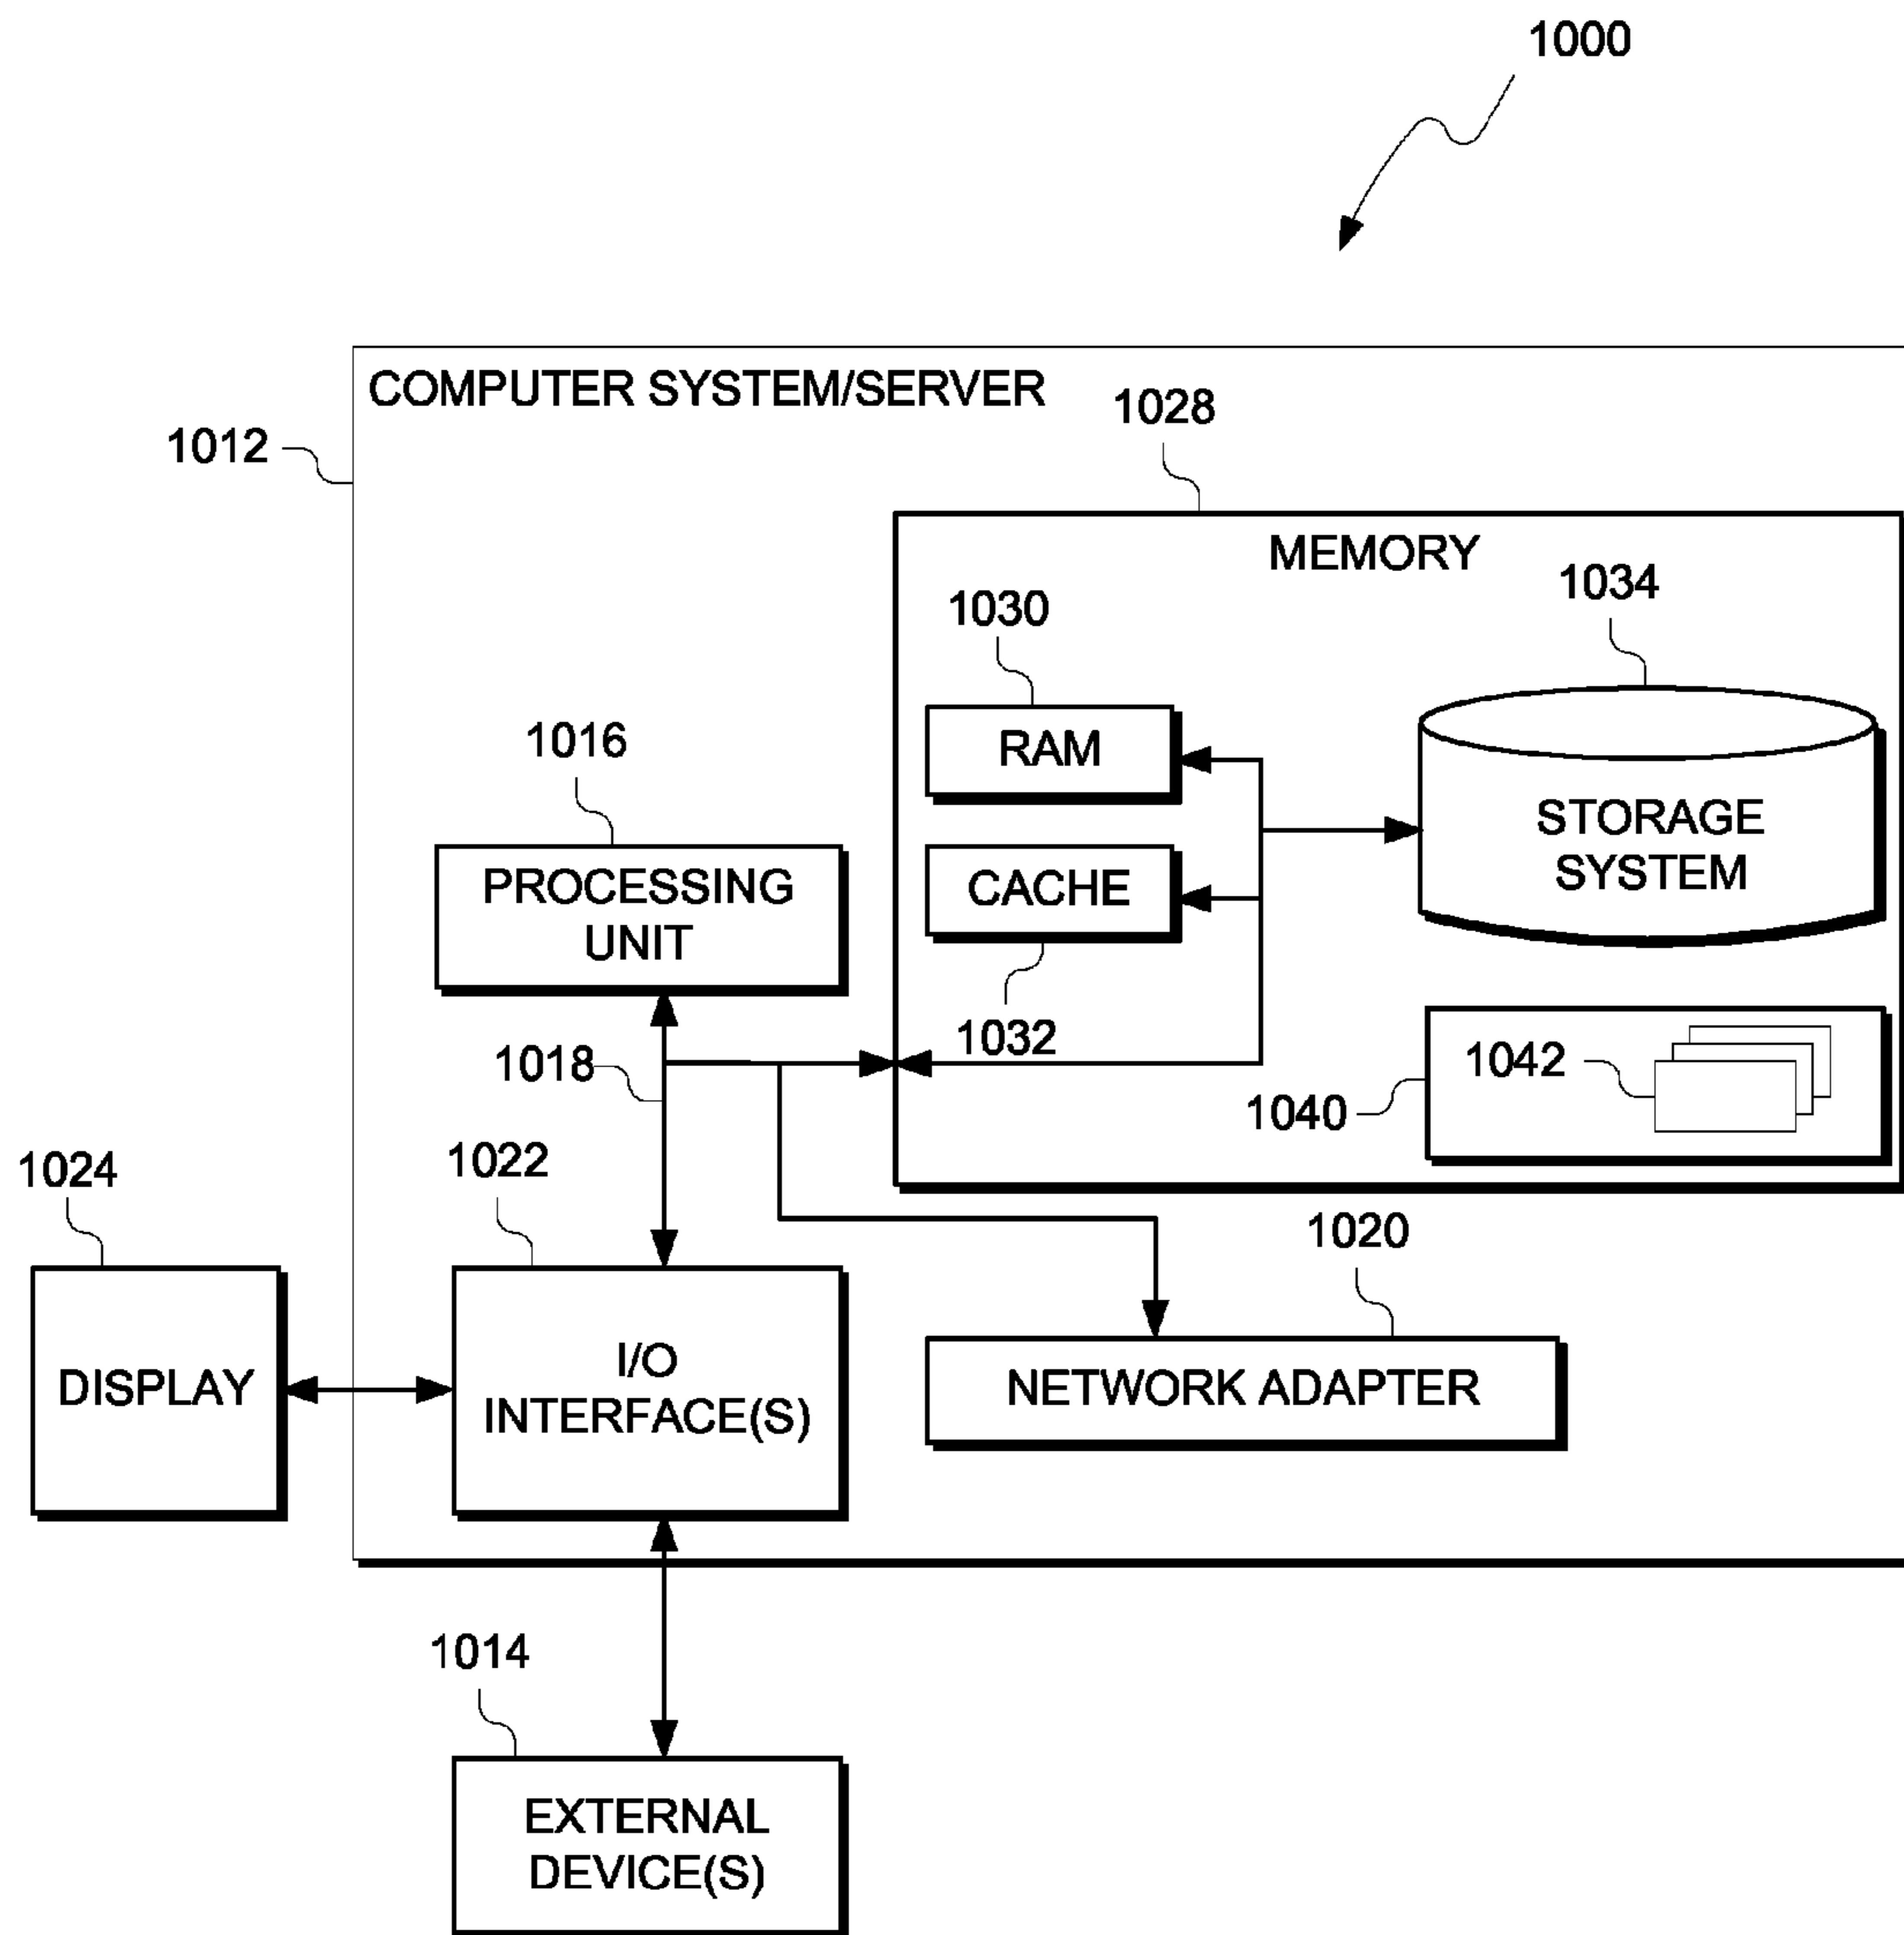 1000
COMPUTER SYSTEM/SERVER
1012
1028
MEMORY
1030
1034
RAM
1016
STORAGE
SYSTEM
PROCESSING
UNIT
CACHE
1032
1018
1042
1040
1024
1022
1020
DISPLAY
I/O
INTERFACE(S)
NETWORK ADAPTER
1014
EXTERNAL
DEVICE(S)